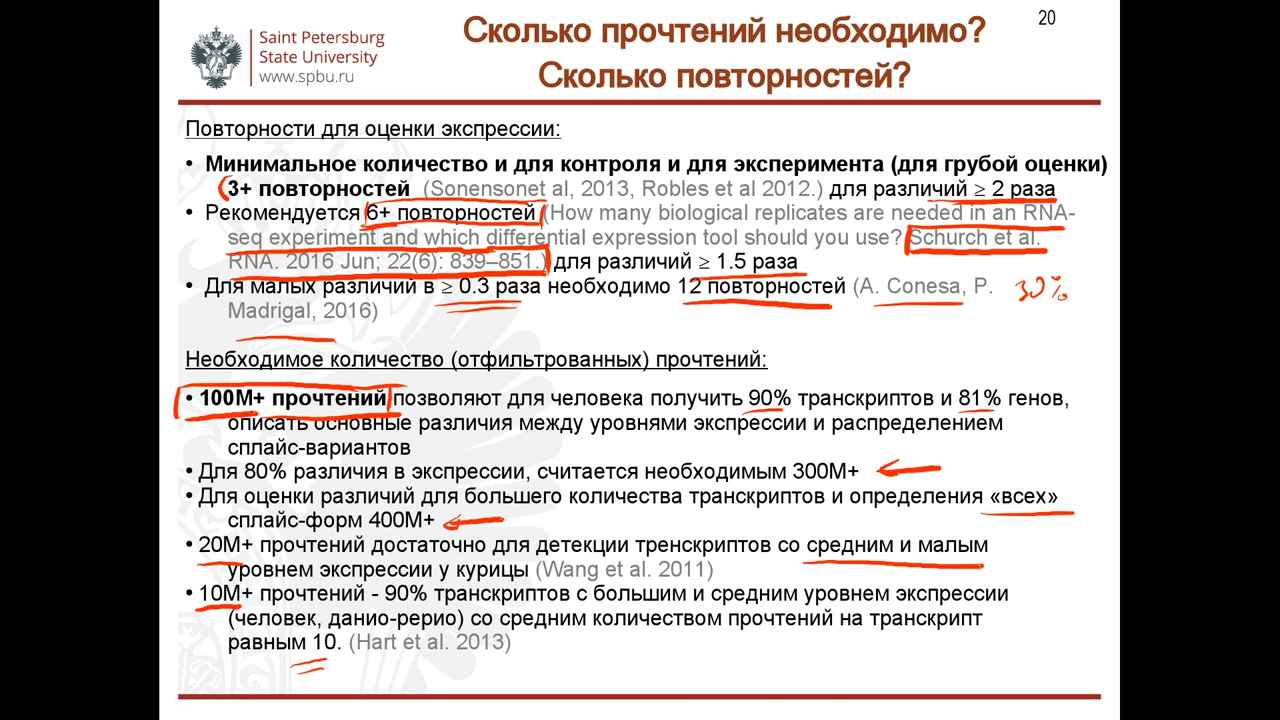 20
Saint Petersburg
State University
www.spbu.ru
Сколько прочтений необходимо?
Сколько повторностей?
Повторности для оценки экспрессии:
• Минимальное количество и для контроля и для эксперимента (для грубой оценки)
3+ повторностей (Sonensonet al, 2013, Robles et al 2012.) для различий ≥ 2 раза
• Рекомендуется 6+ повторностей (How many biological replicates are needed in an RNA-
seq experiment and which differential expression tool should you use? Schurch et al.
RNA. 2016 Jun; 22(6): 839–851.) для различий ≥ 1.5 раза
• Для малых различий в ≥ 0.3 раза необходимо 12 повторностей (A. Conesa, P.
Madrigal, 2016)
30%
Необходимое количество (отфильтрованных) прочтений:
• 100M+ прочтений позволяют для человека получить 90% транскриптов и 81% генов,
описать основные различия между уровнями экспрессии и распределением
сплайс-вариантов
• Для 80% различия в экспрессии, считается необходимым 300M+
• Для оценки различий для большего количества транскриптов и определения «всех»
сплайс-форм 400M+
• 20M+ прочтений достаточно для детекции тренскриптов со средним и малым
уровнем экспрессии у курицы (Wang et al. 2011)
• 10M+ прочтений - 90% транскриптов с большим и средним уровнем экспрессии
(человек, данио-рерио) со средним количеством прочтений на транскрипт
равным 10. (Hart et al. 2013)